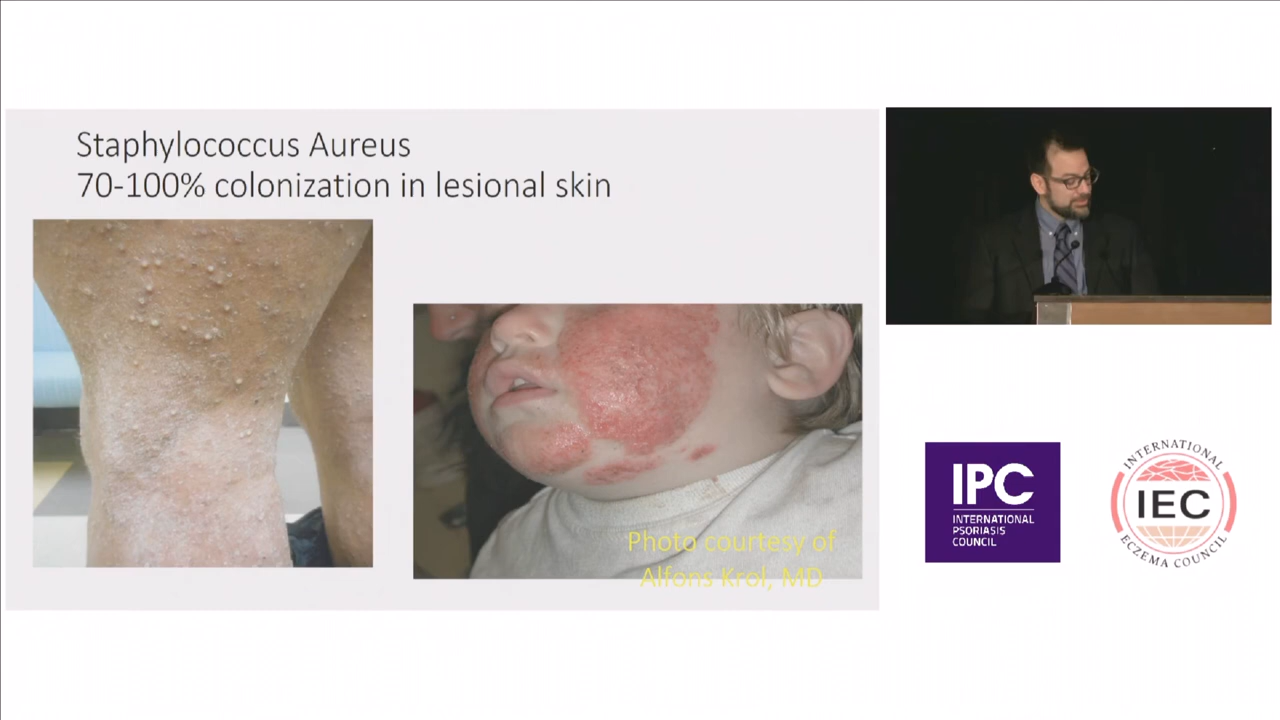 Staphylococcus Aureus
70-100% colonization in lesional skin
Photo courtesy of
Alfons Krol, MD
IPC
INTERNATIONAL
PSORIASIS
COUNCIL
INTERNATIONAL
IEC
ECZEMA COUNCIL